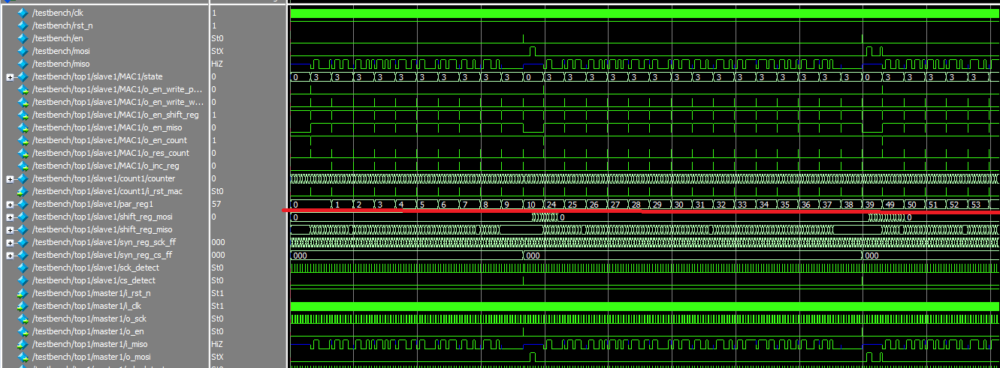 /testbench/clk 1
/testbench/rst_n 1
/testbench/en St0
/testbench/mosi StX
/testbench/miso HiZ
/testbench/top1/slave1/MAC1/state 0 0 3 3 3 3 3 3 3 3 3 3 0 3 3 3 3 3 3 3 3 3 3 3 3 3 3 3 0 3 3 3 3 3
/testbench/top1/slave1/MAC1/o_en_write_p... 0
/testbench/top1/slave1/MAC1/o_en_write_w... 0
/testbench/top1/slave1/MAC1/o_en_shift_reg 1
/testbench/top1/slave1/MAC1/o_en_miso 0
/testbench/top1/slave1/MAC1/o_en_count 1
/testbench/top1/slave1/MAC1/o_res_count 0
/testbench/top1/slave1/MAC1/o_inc_reg 0
/testbench/top1/slave1/count1/counter 0
/testbench/top1/slave1/count1/i_rst_mac St0
/testbench/top1/slave1/par_reg1 57 0 1 2 3 4 5 6 7 8 9 10 24 25 26 27 28 29 30 31 32 33 34 35 36 37 38 39 49 50 51 52 53
/testbench/top1/slave1/shift_reg_mosi 0 0 0 0
/testbench/top1/slave1/shift_reg_miso
/testbench/top1/slave1/syn_reg_sck_ff 000
/testbench/top1/slave1/syn_reg_cs_ff 000 000 000 000
/testbench/top1/slave1/sck_detect St0
/testbench/top1/slave1/cs_detect St0
/testbench/top1/master1/i_rst_n St1
/testbench/top1/master1/i_clk St1
/testbench/top1/master1/o_sck St0
/testbench/top1/master1/o_en St0
/testbench/top1/master1/i_miso HiZ
/testbench/top1/master1/o_mosi StX